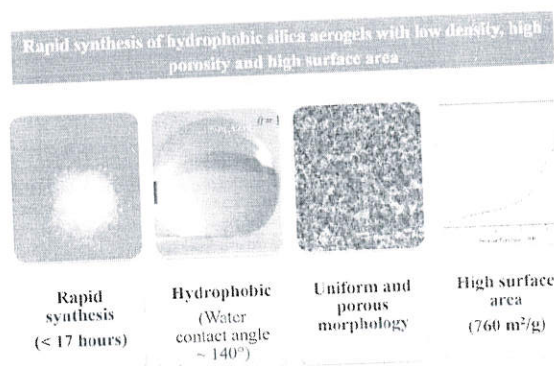 Rapid synthesis of hydrophobic silica aerogels with low density, high
porosity and high surface area
Rapid
synthesis
(< 17 hours)
Hydrophobic
(Water
contact angle
~ 140°)
Uniform and
porous
morphology
High surface
area
(760 m²/g)